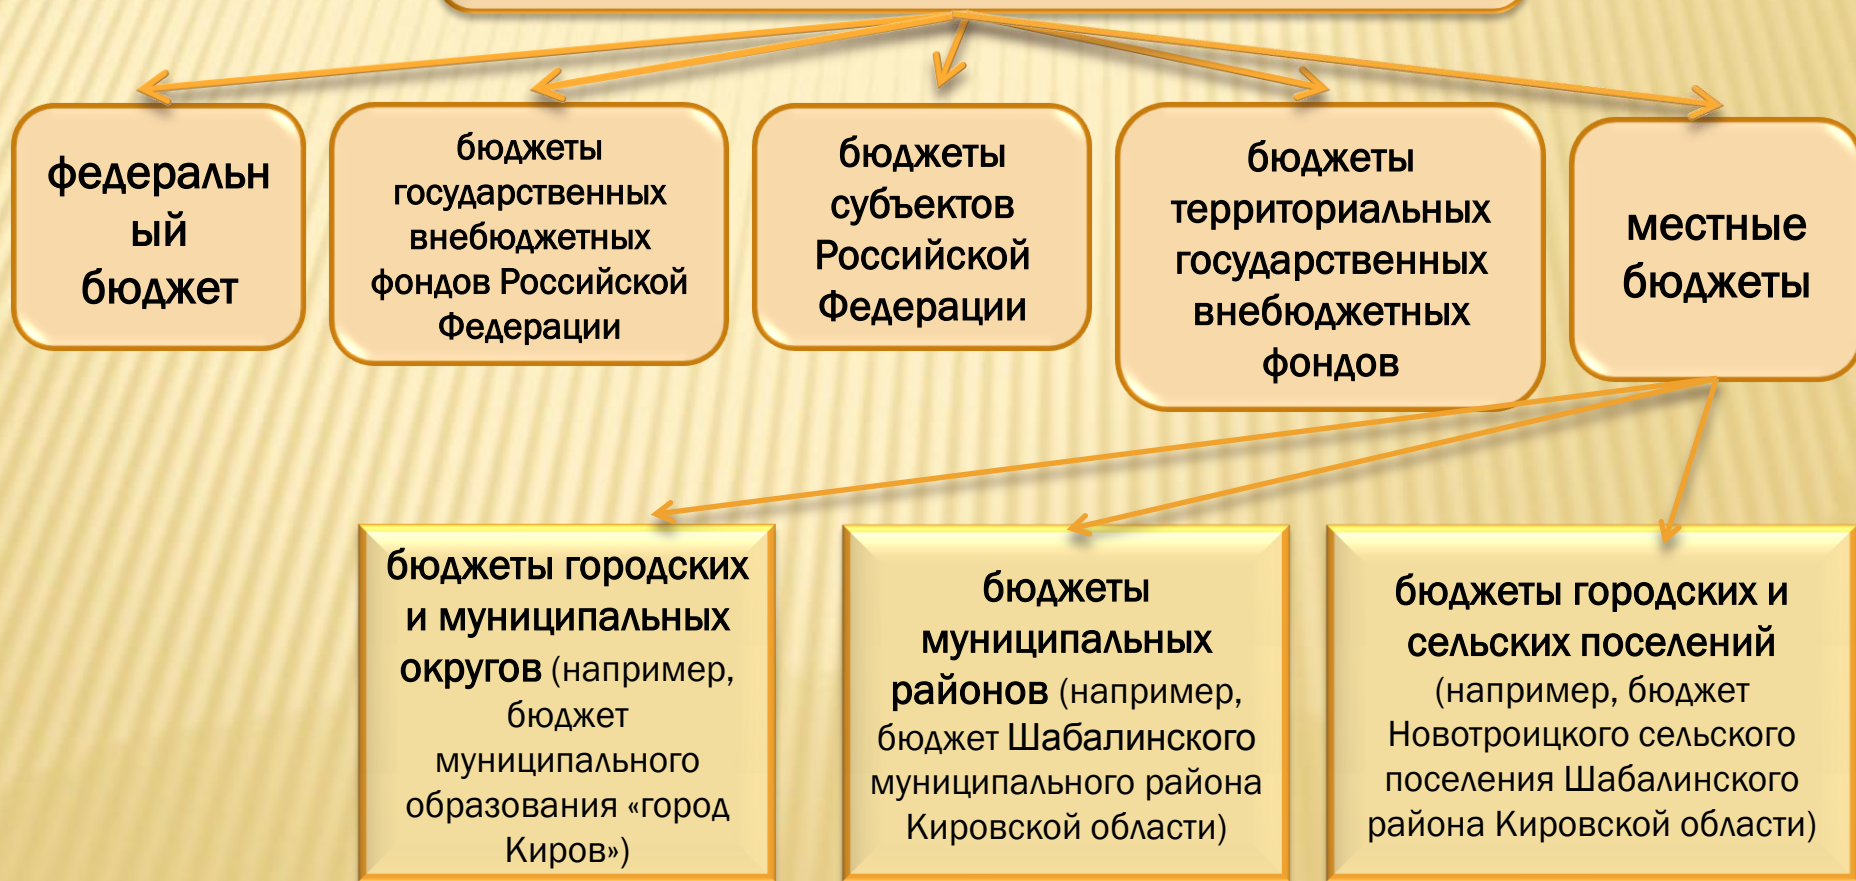 федеральн
ый
бюджет
бюджеты
государственных
внебюджетных
фондов Российской
Федерации
бюджеты
субъектов
Российской
Федерации
бюджеты
территориальных
государственных
внебюджетных
фондов
местные
бюджеты
бюджеты городских
и муниципальных
округов (например,
бюджет
муниципального
образования «город
Киров»)
бюджеты
муниципальных
районов (например,
бюджет Шабалинского
муниципального района
Кировской области)
бюджеты городских и
сельских поселений
(например, бюджет
Новотроицкого сельского
поселения Шабалинского
района Кировской области)